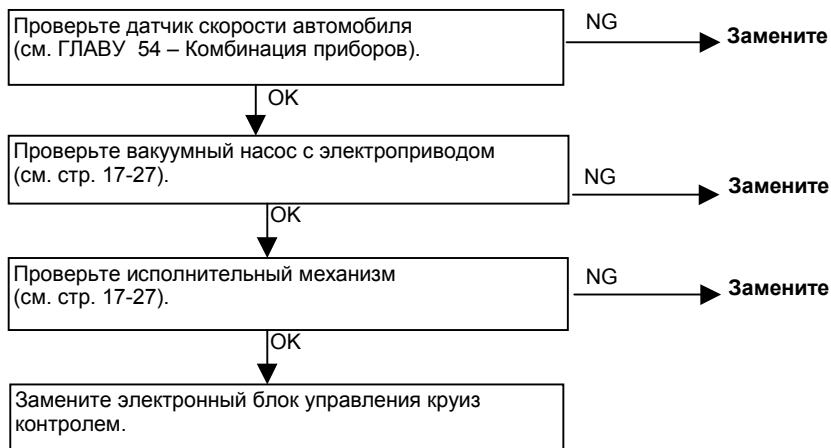 Проверьте датчик скорости автомобиля
(см. ГЛАВУ 54 – Комбинация приборов).
NG
Замените
OK
Проверьте вакуумный насос с электроприводом
(см. стр. 17-27).
NG
Замените
OK
Проверьте исполнительный механизм
(см. стр. 17-27).
NG
Замените
OK
Замените электронный блок управления круиз
контролем.